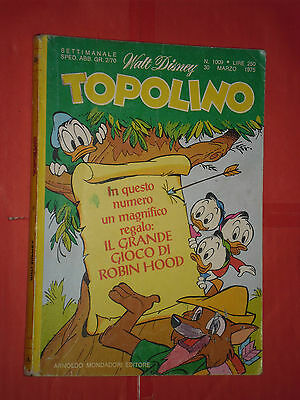 SETTIMANALE
SPED. ABB. GR. 2/70
Walt Disney
N. 1009 • LIRE 250
30 MARZO 1975
TOPOLINO
In questo
numero un
magnifico
regalo:
IL GRANDE
GIOCO DI
ROBIN HOOD
ARNOLDO MONDADORI EDITORE